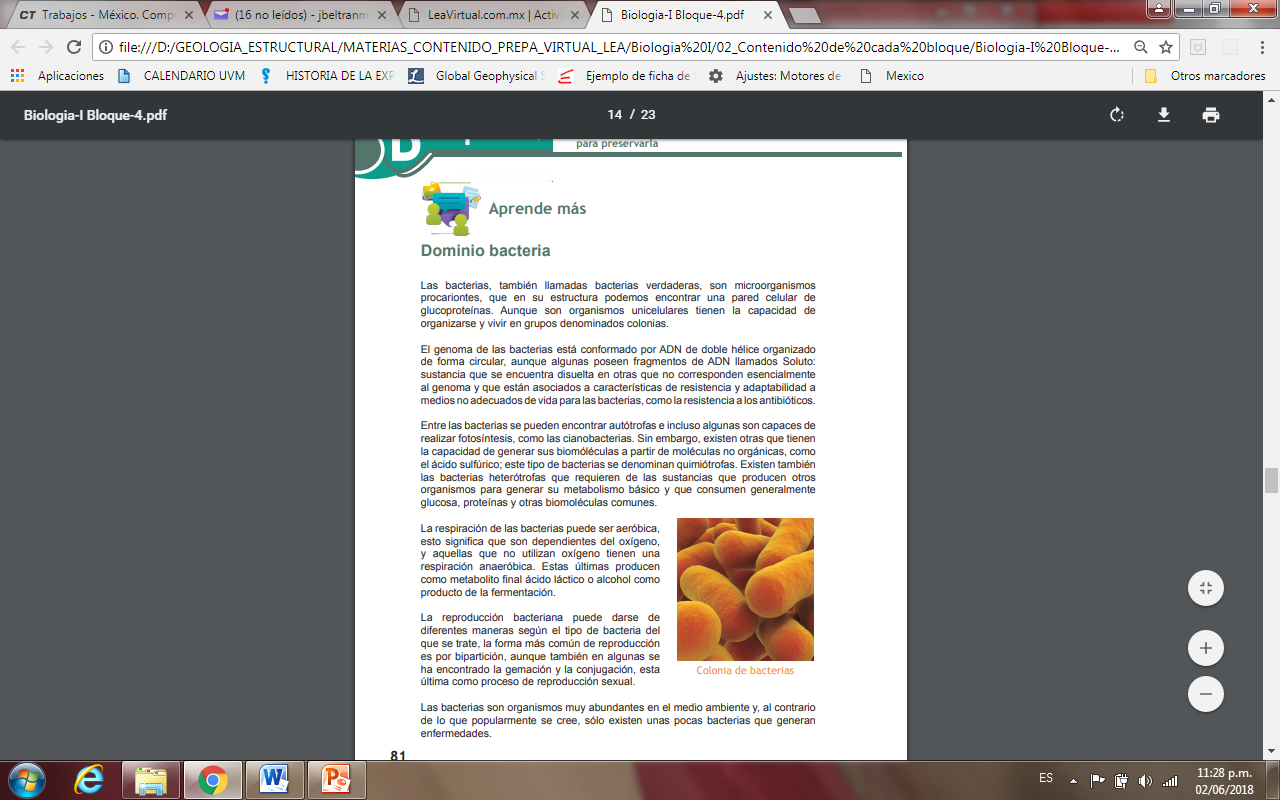 CT Trabajos - México. Comp
(16 no leídos) - jbeltranm
LeaVirtual.com.mx | Activ
Biologia-I Bloque-4.pdf
file:///D:/GEOLOGIA_ESTRUCTURAL/MATERIAS_CONTENIDO_PREPA_VIRTUAL_LEA/Biologia%20I/02_Contenido%20de%20cada%20bloque/Biologia-I%20Bloque-...
Aplicaciones
CALENDARIO UVM
HISTORIA DE LA EXP
Global Geophysical S
Ejemplo de ficha de
Ajustes: Motores de
Mexico
Otros marcadores
Biologia-I Bloque-4.pdf
14 / 23
para preservarla
Aprende más
Dominio bacteria
Las bacterias, también llamadas bacterias verdaderas, son microorganismos
procariontes, que en su estructura podemos encontrar una pared celular de
glucoproteínas. Aunque son organismos unicelulares tienen la capacidad de
organizarse y vivir en grupos denominados colonias.
El genoma de las bacterias está conformado por ADN de doble hélice organizado
de forma circular, aunque algunas poseen fragmentos de ADN llamados Soluto:
sustancia que se encuentra disuelta en otras que no corresponden esencialmente
al genoma y que están asociados a características de resistencia y adaptabilidad a
medios no adecuados de vida para las bacterias, como la resistencia a los antibióticos.
Entre las bacterias se pueden encontrar autótrofas e incluso algunas son capaces de
realizar fotosíntesis, como las cianobacterias. Sin embargo, existen otras que tienen
la capacidad de generar sus biomóléculas a partir de moléculas no orgánicas, como
el ácido sulfúrico; este tipo de bacterias se denominan quimiótrofas. Existen también
las bacterias heterótrofas que requieren de las sustancias que producen otros
organismos para generar su metabolismo básico y que consumen generalmente
glucosa, proteínas y otras biomoléculas comunes.
La respiración de las bacterias puede ser aeróbica,
esto significa que son dependientes del oxígeno,
y aquellas que no utilizan oxígeno tienen una
respiración anaeróbica. Estas últimas producen
como metabolito final ácido láctico o alcohol como
producto de la fermentación.
La reproducción bacteriana puede darse de
diferentes maneras según el tipo de bacteria del
que se trate, la forma más común de reproducción
es por bipartición, aunque también en algunas se
ha encontrado la gemación y la conjugación, esta
última como proceso de reproducción sexual.
Colonia de bacterias
Las bacterias son organismos muy abundantes en el medio ambiente y, al contrario
de lo que popularmente se cree, sólo existen unas pocas bacterias que generan
enfermedades.
81
ES
11:28 p.m.
02/06/2018